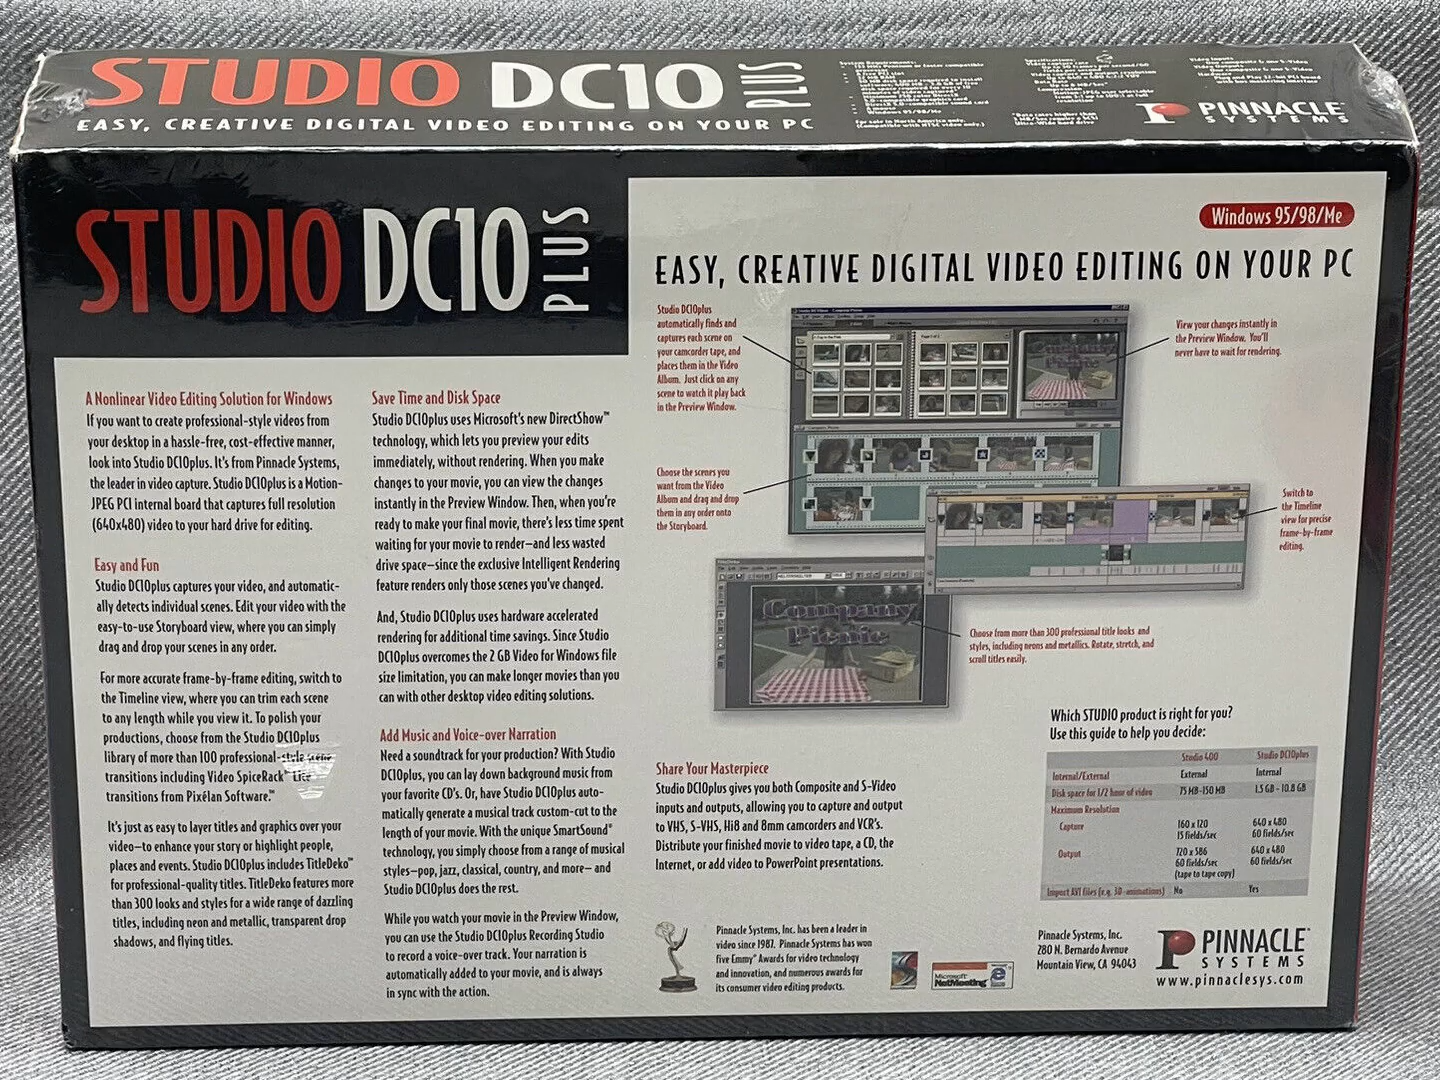 STUDIO DC10 PLUS
EASY, CREATIVE DIGITAL VIDEO EDITING ON YOUR PC
System Requirements:
For sale in North America only.
(Compatible with NTSC video only.)
Specifications:
Video Inputs
PINNACLE
SYSTEMS
STUDIO DC10 PLUS
Windows 95/98/Me
EASY, CREATIVE DIGITAL VIDEO EDITING ON YOUR PC
A Nonlinear Video Editing Solution for Windows
If you want to create professional-style videos from
your desktop in a hassle-free, cost-effective manner,
look into Studio DC10plus. It's from Pinnacle Systems,
the leader in video capture. Studio DC10plus is a Motion-
JPEG PCI internal board that captures full resolution
(640x480) video to your hard drive for editing.
Easy and Fun
Studio DC10plus captures your video, and automatic-
ally detects individual scenes. Edit your video with the
easy-to-use Storyboard view, where you can simply
drag and drop your scenes in any order.
For more accurate frame-by-frame editing, switch to
the Timeline view, where you can trim each scene
to any length while you view it. To polish your
productions, choose from the Studio DC10plus
library of more than 100 professional-style scene
transitions including Video SpiceRack™ Lite
transitions from Pixélan Software.™
It's just as easy to layer titles and graphics over your
video—to enhance your story or highlight people,
places and events. Studio DC10plus includes TitleDeko™
for professional-quality titles. TitleDeko features more
than 300 looks and styles for a wide range of dazzling
titles, including neon and metallic, transparent drop
shadows, and flying titles.
Save Time and Disk Space
Studio DC10plus uses Microsoft's new DirectShow™
technology, which lets you preview your edits
immediately, without rendering. When you make
changes to your movie, you can view the changes
instantly in the Preview Window. Then, when you're
ready to make your final movie, there's less time spent
waiting for your movie to render—and less wasted
drive space—since the exclusive Intelligent Rendering
feature renders only those scenes you've changed.
And, Studio DC10plus uses hardware accelerated
rendering for additional time savings. Since Studio
DC10plus overcomes the 2 GB Video for Windows file
size limitation, you can make longer movies than you
can with other desktop video editing solutions.
Add Music and Voice-over Narration
Need a soundtrack for your production? With Studio
DC10plus, you can lay down background music from
your favorite CD's. Or, have Studio DC10plus auto-
matically generate a musical track custom-cut to the
length of your movie. With the unique SmartSound®
technology, you simply choose from a range of musical
styles—pop, jazz, classical, country, and more— and
Studio DC10plus does the rest.
While you watch your movie in the Preview Window,
you can use the Studio DC10plus Recording Studio
to record a voice-over track. Your narration is
automatically added to your movie, and is always
in sync with the action.
Studio DC10plus
automatically finds and
captures each scene on
your camcorder tape, and
places them in the Video
Album. Just click on any
scene to watch it play back
in the Preview Window.
View your changes instantly in
the Preview Window. You'll
never have to wait for rendering.
Choose the scenes you
want from the Video
Album and drag and drop
them in any order onto
the Storyboard.
Switch to
the Timeline
view for precise
frame-by-frame
editing.
Company
Picnic
Choose from more than 300 professional title looks and
styles, including neons and metallics. Rotate, stretch, and
scroll titles easily.
Share Your Masterpiece
Studio DC10plus gives you both Composite and S-Video
inputs and outputs, allowing you to capture and output
to VHS, S-VHS, Hi8 and 8mm camcorders and VCR's.
Distribute your finished movie to video tape, a CD, the
Internet, or add video to PowerPoint presentations.
Which STUDIO product is right for you?
Use this guide to help you decide:
Studio 400 Studio DC10plus
Internal/External External Internal
Disk space for 1/2 hour of video 75 MB-150 MB 1.5 GB - 10.8 GB
Maximum Resolution
Capture 160 x 120 640 x 480
15 fields/sec 60 fields/sec
Output 720 x 586 640 x 480
60 fields/sec 60 fields/sec
(tape to tape copy)
Import AVI files (e.g. 3D-animations) No Yes
Pinnacle Systems, Inc. has been a leader in
video since 1987. Pinnacle Systems has won
five Emmy® Awards for video technology
and innovation, and numerous awards for
its consumer video editing products.
Microsoft
NetMeeting
Pinnacle Systems, Inc.
280 N. Bernardo Avenue
Mountain View, CA 94043
PINNACLE
SYSTEMS
www.pinnaclesys.com